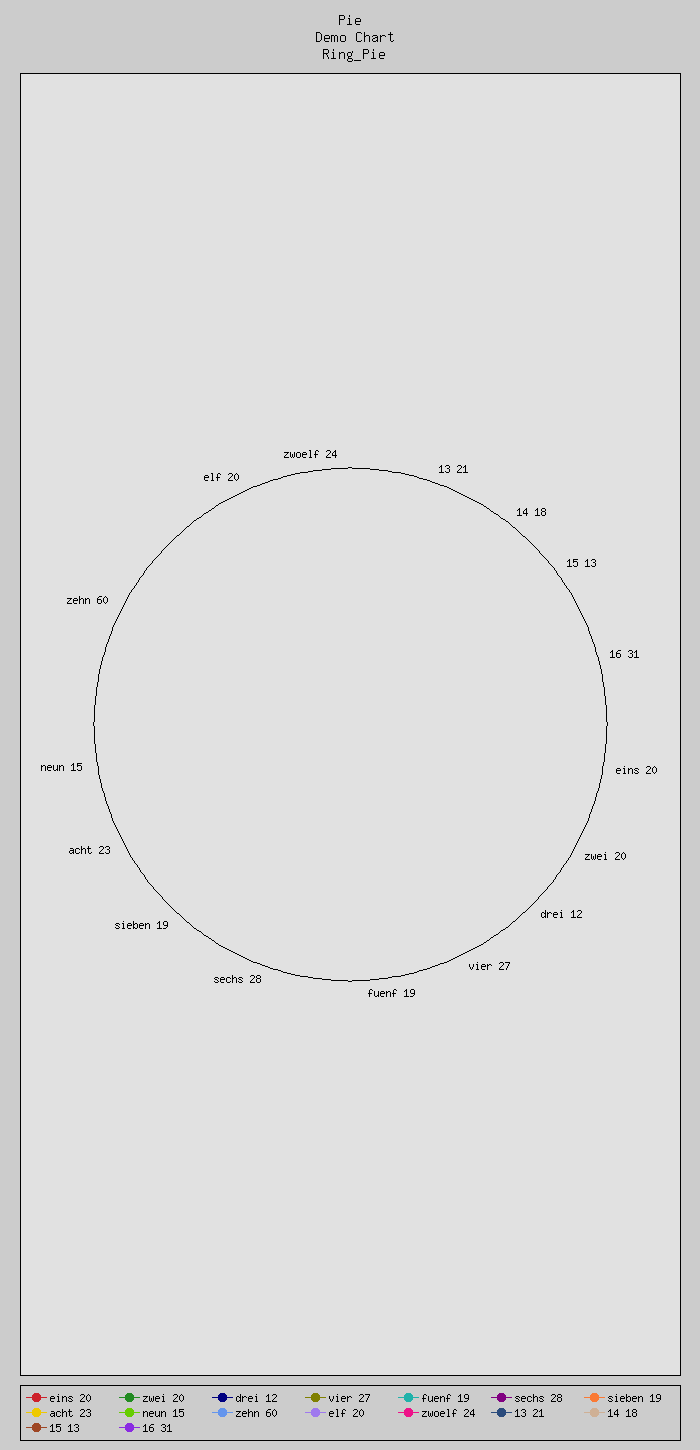 Pie
Demo Chart
Ring_Pie
zwoelf 24
13 21
elf 20
14 18
15 13
zehn 60
16 31
neun 15
eins 20
acht 23
zwei 20
drei 12
sieben 19
vier 27
sechs 28
fuenf 19
eins 20 zwei 20 drei 12 vier 27 fuenf 19 sechs 28 sieben 19
acht 23 neun 15 zehn 60 elf 20 zwoelf 24 13 21 14 18
15 13 16 31